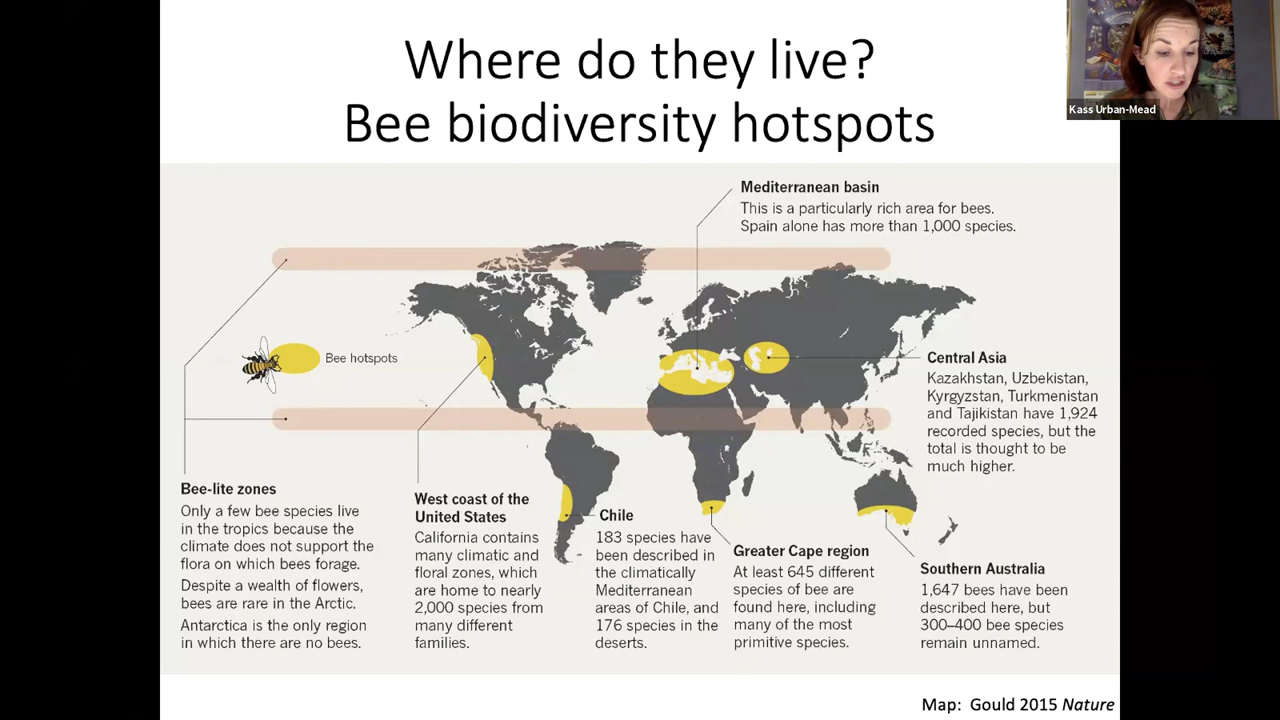 Where do they live?
Bee biodiversity hotspots
Kass Urban-Mead
Mediterranean basin
This is a particularly rich area for bees.
Spain alone has more than 1,000 species.
Bee hotspots
Central Asia
Kazakhstan, Uzbekistan,
Kyrgyzstan, Turkmenistan
and Tajikistan have 1,924
recorded species, but the
total is thought to be
much higher.
Bee-lite zones
Only a few bee species live
in the tropics because the
climate does not support the
flora on which bees forage.
Despite a wealth of flowers,
bees are rare in the Arctic.
Antarctica is the only region
in which there are no bees.
West coast of the
United States
California contains
many climatic and
floral zones, which
are home to nearly
2,000 species from
many different
families.
Chile
183 species have
been described in
the climatically
Mediterranean
areas of Chile, and
176 species in the
deserts.
Greater Cape region
At least 645 different
species of bee are
found here, including
many of the most
primitive species.
Southern Australia
1,647 bees have been
described here, but
300–400 bee species
remain unnamed.
Map: Gould 2015 Nature